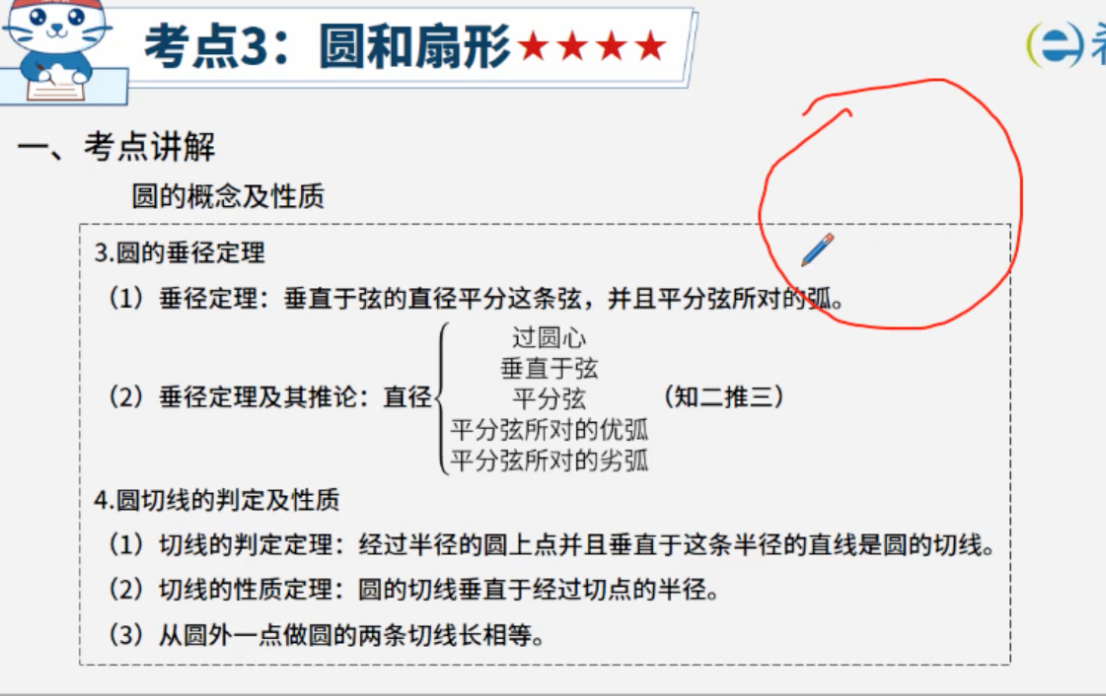 考点3：圆和扇形★★★★
一、考点讲解
圆的概念及性质
3.圆的垂径定理
（1）垂径定理：垂直于弦的直径平分这条弦，并且平分弦所对的弧。
过圆心
垂直于弦
（2）垂径定理及其推论：直径 平分弦 （知二推三）
平分弦所对的优弧
平分弦所对的劣弧
4.圆切线的判定及性质
（1）切线的判定定理：经过半径的圆上点并且垂直于这条半径的直线是圆的切线。
（2）切线的性质定理：圆的切线垂直于经过切点的半径。
（3）从圆外一点做圆的两条切线长相等。